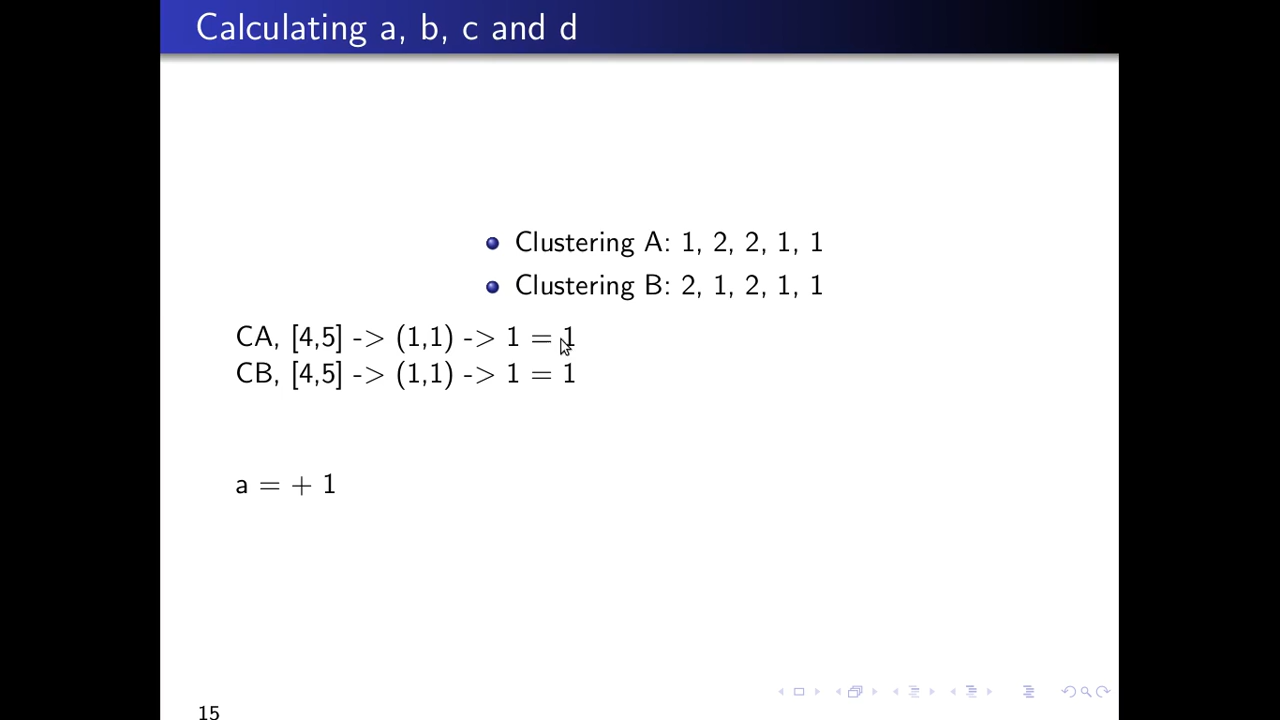 Calculating a, b, c and d
Clustering A: 1, 2, 2, 1, 1
Clustering B: 2, 1, 2, 1, 1
CA, [4,5] -> (1,1) -> 1 = 1
CB, [4,5] -> (1,1) -> 1 = 1
a = + 1
15